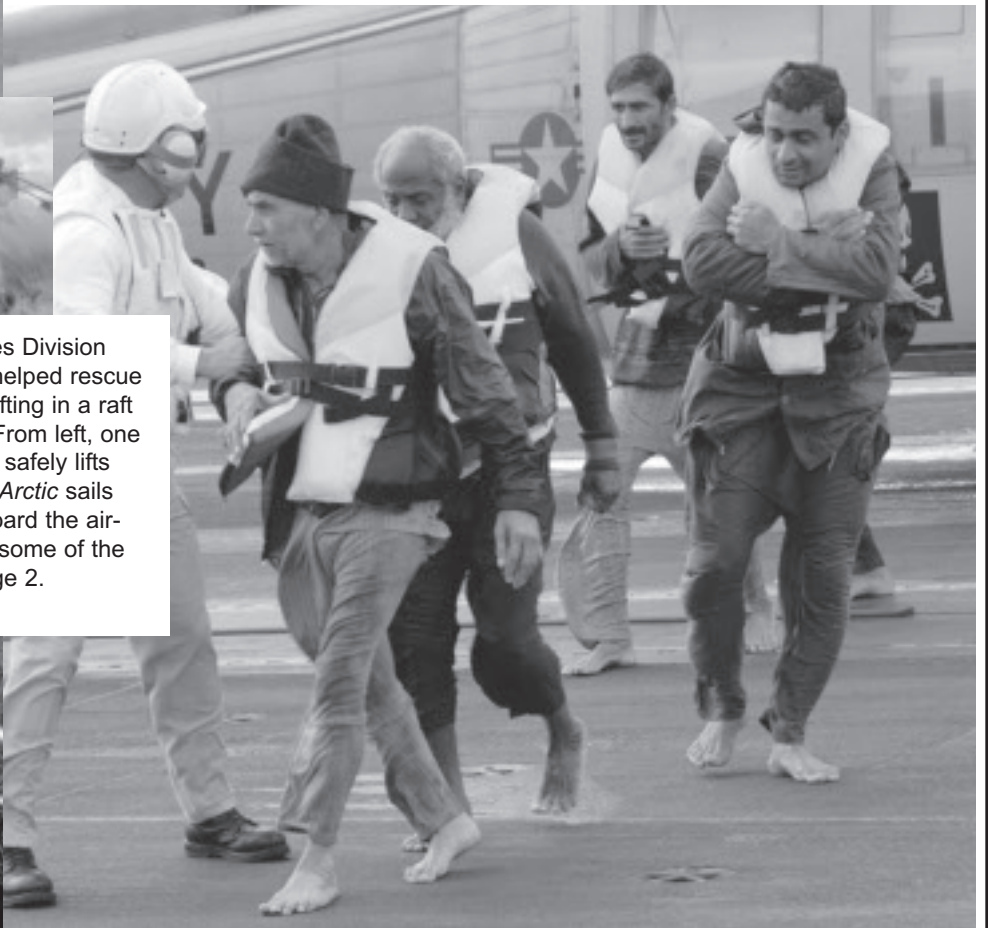 Y
es Division
helped rescue
fting in a raft
From left, one
safely lifts
Arctic sails
oard the air-
some of the
ge 2.